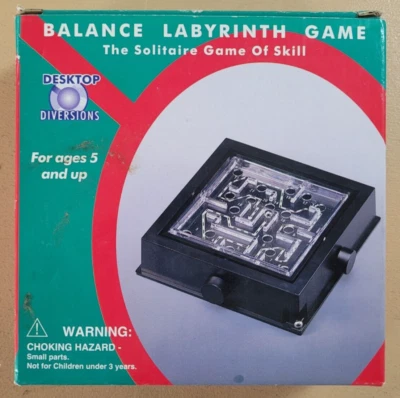 BALANCE LABYRINTH GAME
The Solitaire Game Of Skill
DESKTOP
DIVERSIONS
For ages 5
and up
WARNING:
CHOKING HAZARD -
Small parts.
Not for Children under 3 years.